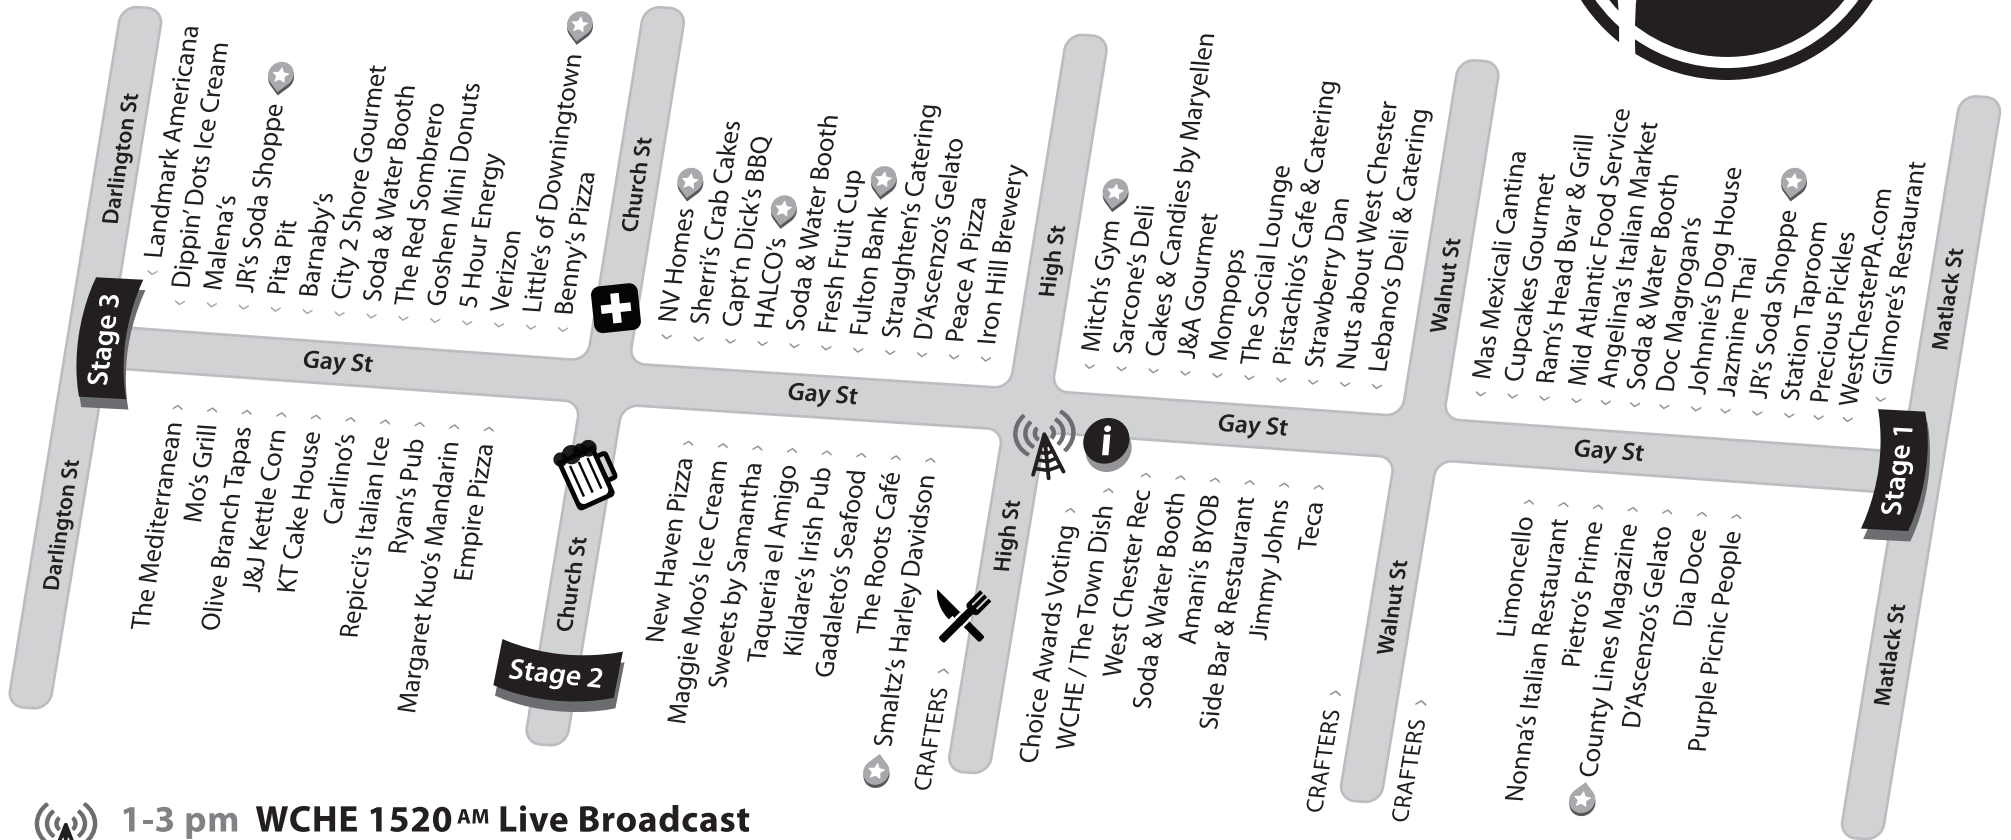 Darlington St
Landmark Americana
Dippin' Dots Ice Cream
Malena's
JR's Soda Shoppe
Pita Pit
Barnaby's
City 2 Shore Gourmet
Soda & Water Booth
The Red Sombrero
Goshen Mini Donuts
5 Hour Energy
Verizon
Little's of Downingtown
Benny's Pizza
Church St
NV Homes
Sherri's Crab Cakes
Capt'n Dick's BBQ
HALCO's
Soda & Water Booth
Fresh Fruit Cup
Fulton Bank
Straughten's Catering
D'Ascenzo's Gelato
Peace A Pizza
Iron Hill Brewery
High St
Mitch's Gym
Sarcone's Deli
Cakes & Candies by Maryellen
J&A Gourmet
Mompops
The Social Lounge
Pistachio's Cafe & Catering
Strawberry Dan
Nuts about West Chester
Lebano's Deli & Catering
Walnut St
Mas Mexicali Cantina
Cupcakes Gourmet
Ram's Head Bvar & Grill
Mid Atlantic Food Service
Angelina's Italian Market
Soda & Water Booth
Doc Magrogan's
Johnnie's Dog House
Jazmine Thai
JR's Soda Shoppe
Station Taproom
Precious Pickles
WestChesterPA.com
Gilmore's Restaurant
Matlack St
Stage 3
Gay St
Gay St
Gay St
Gay St
Stage 1
i
Darlington St
The Mediterranean
Mo's Grill
Olive Branch Tapas
J&J Kettle Corn
KT Cake House
Carlino's
Repicci's Italian Ice
Ryan's Pub
Margaret Kuo's Mandarin
Empire Pizza
Church St
Stage 2
New Haven Pizza
Maggie Moo's Ice Cream
Sweets by Samantha
Taqueria el Amigo
Kildare's Irish Pub
Gadaleto's Seafood
The Roots Café
Smaltz's Harley Davidson
CRAFTERS
High St
Choice Awards Voting
WCHE / The Town Dish
West Chester Rec
Soda & Water Booth
Amani's BYOB
Side Bar & Restaurant
Jimmy Johns
Teca
CRAFTERS
Walnut St
CRAFTERS
Limoncello
Nonna's Italian Restaurant
Pietro's Prime
County Lines Magazine
D'Ascenzo's Gelato
Dia Doce
Purple Picnic People
Matlack St
1-3 pm WCHE 1520 AM Live Broadcast